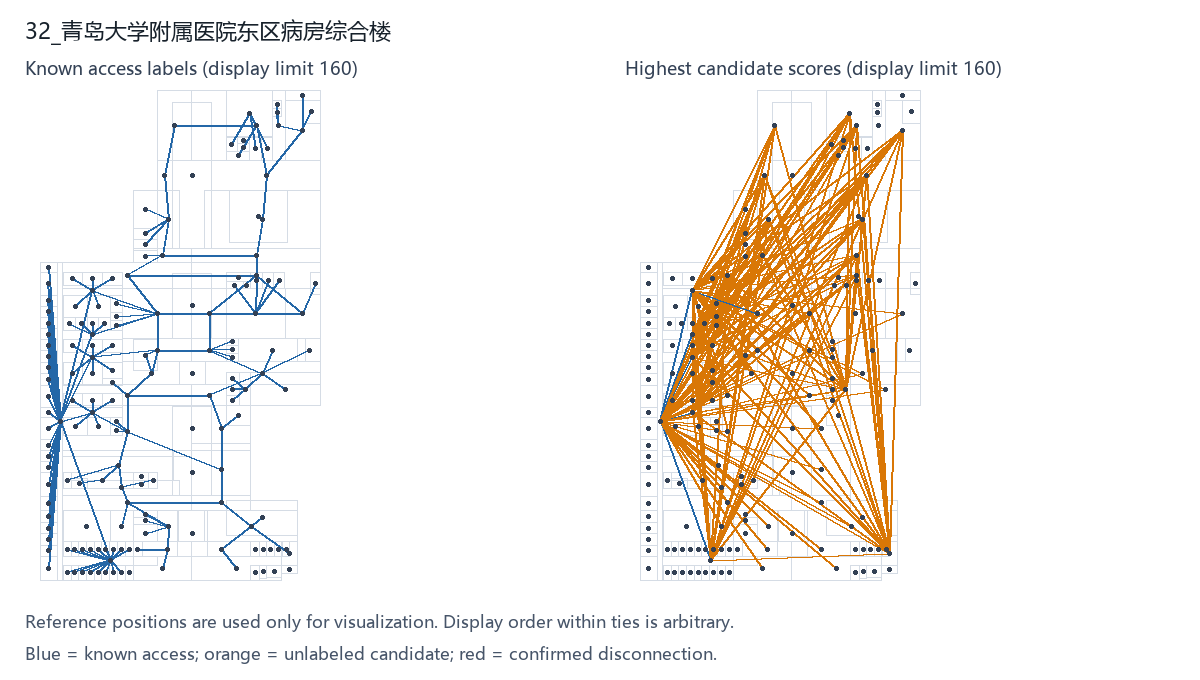 32_青岛大学附属医院东区病房综合楼
Known access labels (display limit 160)
Highest candidate scores (display limit 160)
Reference positions are used only for visualization. Display order within ties is arbitrary.
Blue = known access; orange = unlabeled candidate; red = confirmed disconnection.